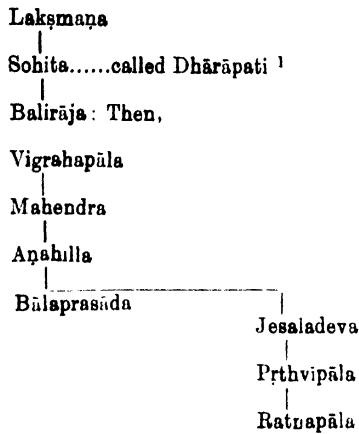 Lakṣmaṇa
Sohita......called Dhārāpati ¹
Balirāja : Then,
Vigrahapāla
Mahendra
Aṇahilla
Bālaprasāda
Jesaladeva
Pṛthvipāla
Ratnapāla